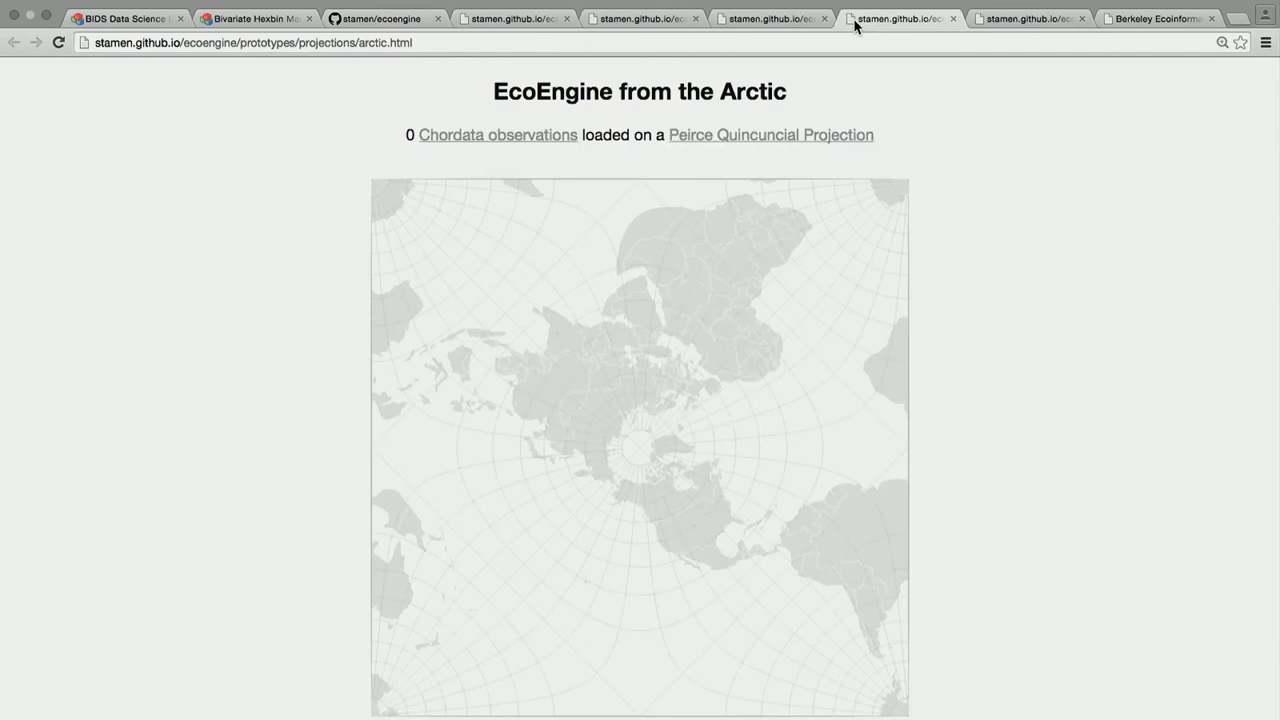 BIDS Data Science
Bivariate Hexbin Ma
stamen/ecoengine
stamen.github.io/ec
stamen.github.io/ec
stamen.github.io/ec
stamen.github.io/ec
stamen.github.io/ec
Berkeley Ecoinforma
stamen.github.io/ecoengine/prototypes/projections/arctic.html
EcoEngine from the Arctic
0 Chordata observations loaded on a Peirce Quincuncial Projection